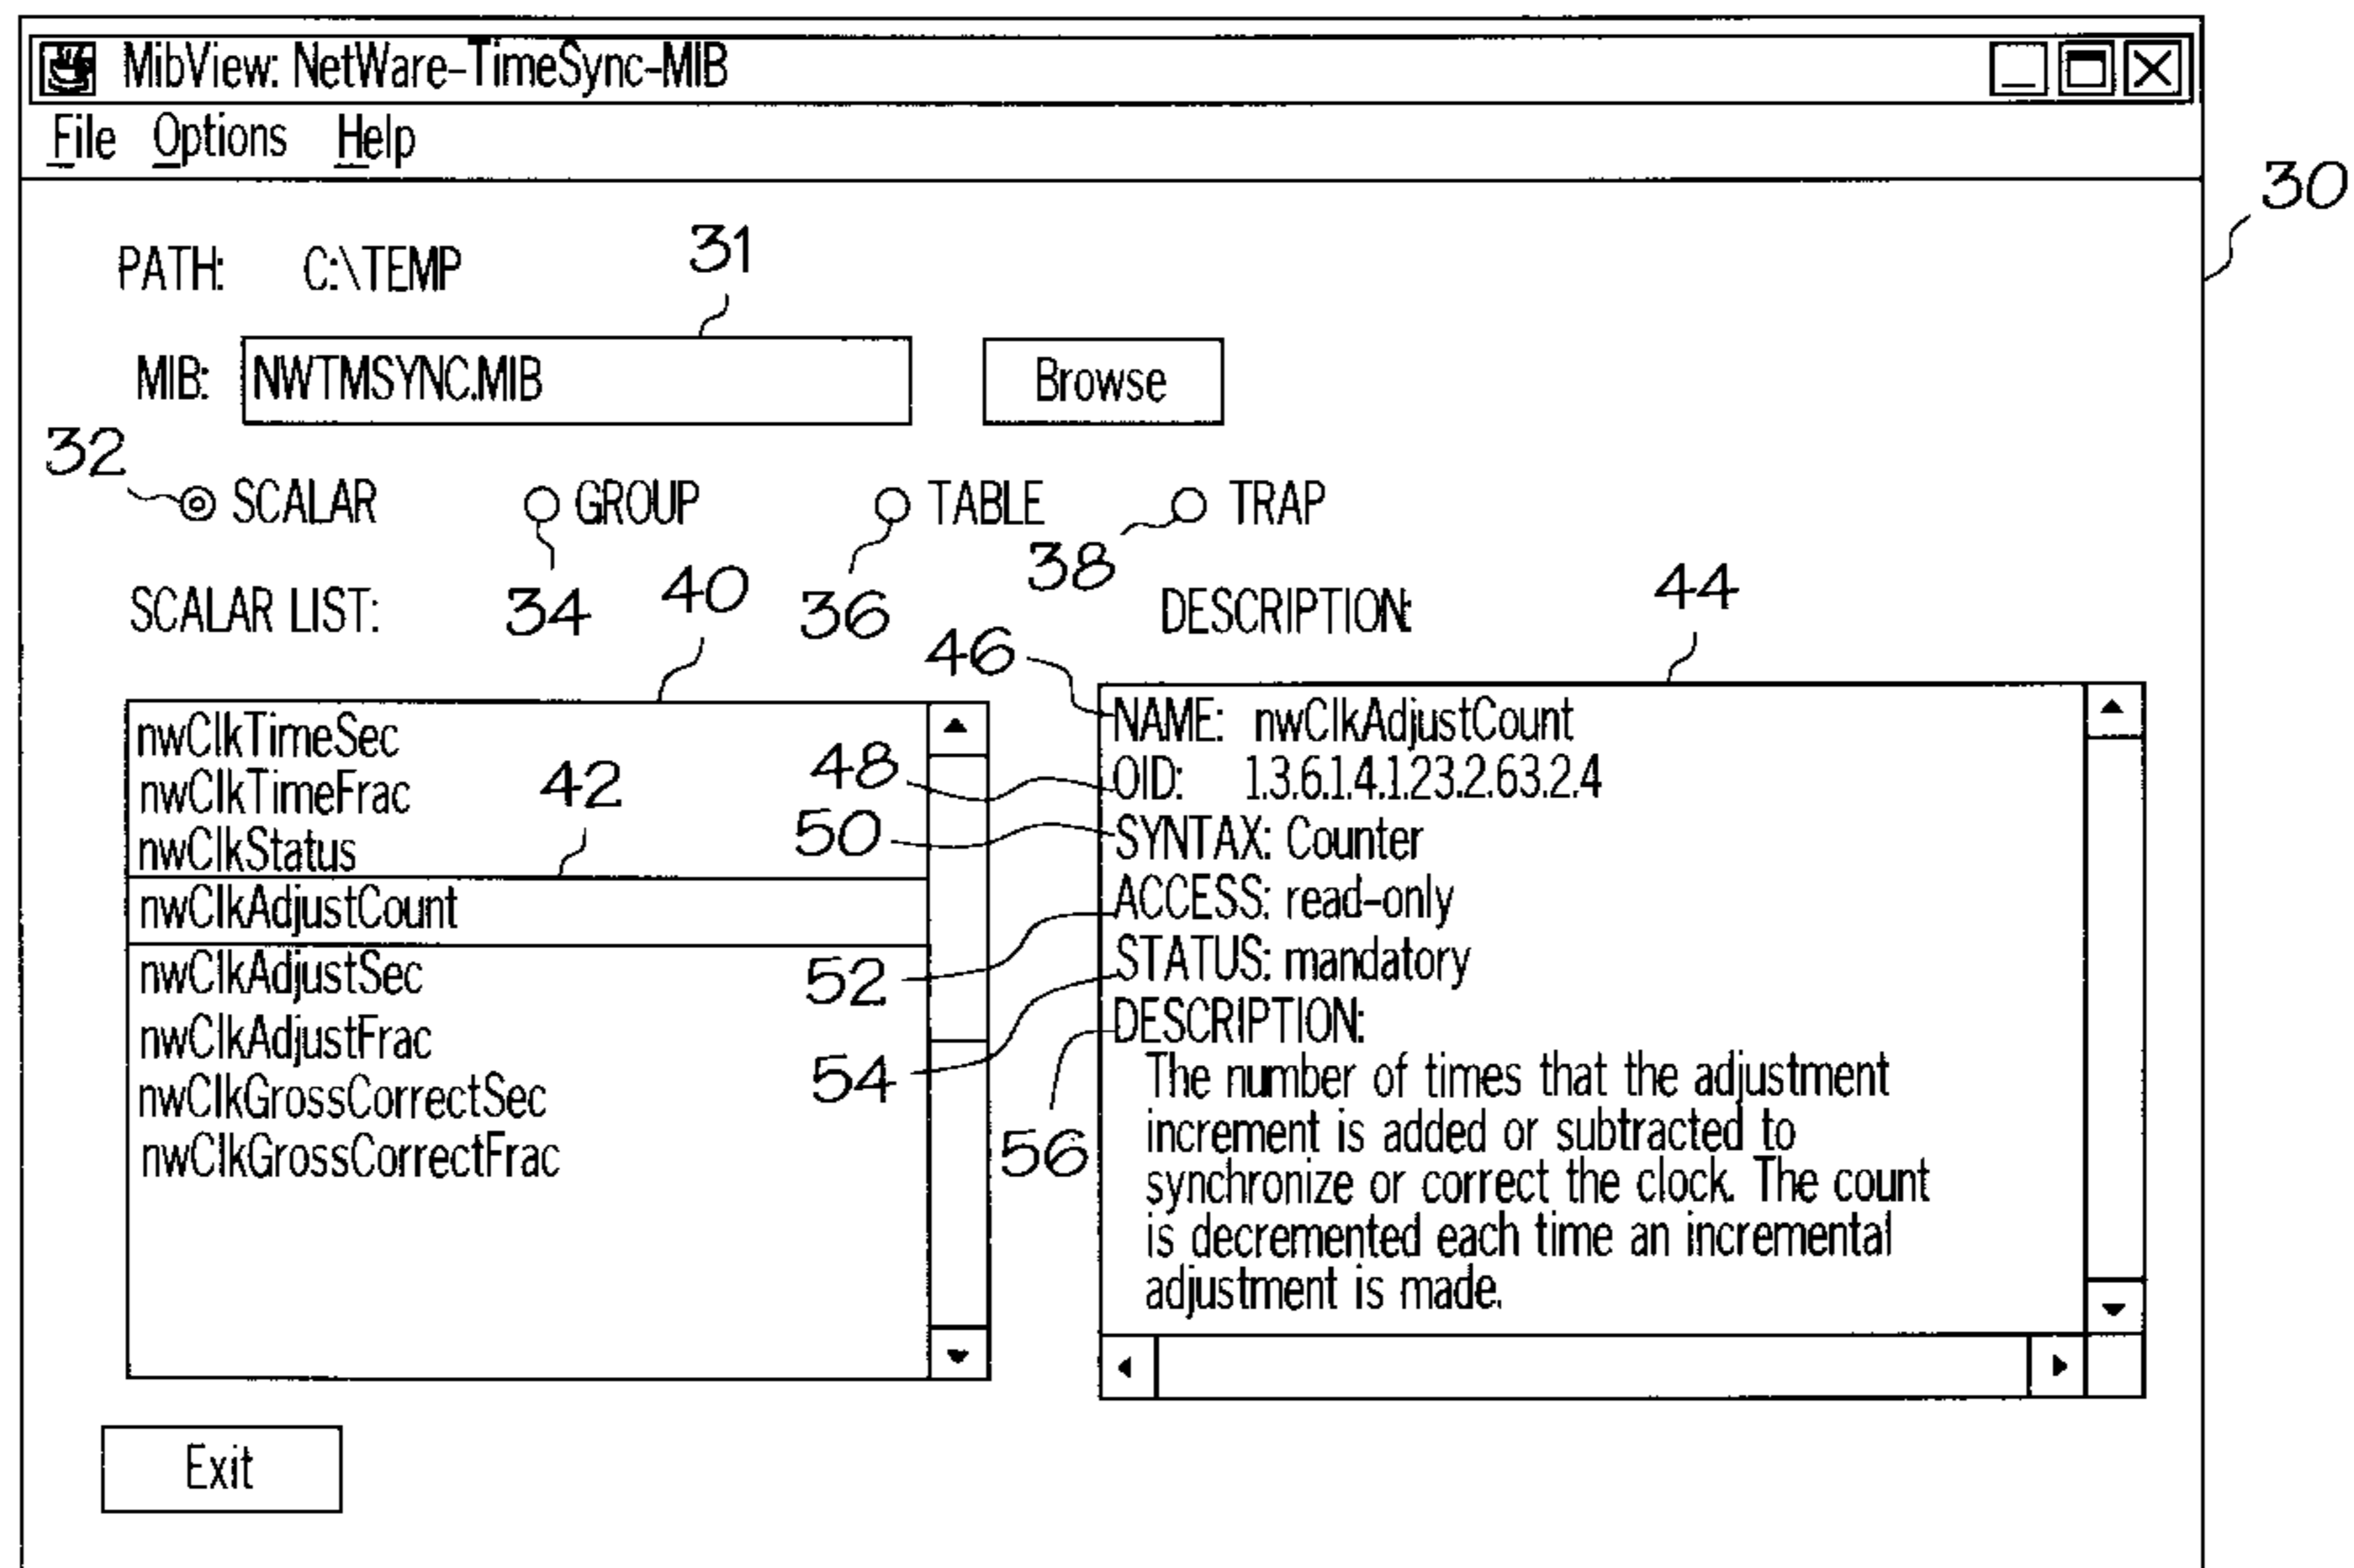 MibView: NetWare-TimeSync-MIB
File Options Help
30
PATH: C:\TEMP
31
MIB: NWTMSYNC.MIB Browse
32
SCALAR GROUP TABLE TRAP
34 36 38
SCALAR LIST: 40 DESCRIPTION: 44
46
nwClkTimeSec
nwClkTimeFrac
nwClkStatus
42
nwClkAdjustCount
nwClkAdjustSec
nwClkAdjustFrac
nwClkGrossCorrectSec
nwClkGrossCorrectFrac
NAME: nwClkAdjustCount
48 OID: 1.3.6.1.4.1.23.2.63.2.4
50 SYNTAX: Counter
52 ACCESS: read-only
54 STATUS: mandatory
56 DESCRIPTION:
The number of times that the adjustment
increment is added or subtracted to
synchronize or correct the clock. The count
is decremented each time an incremental
adjustment is made.
Exit